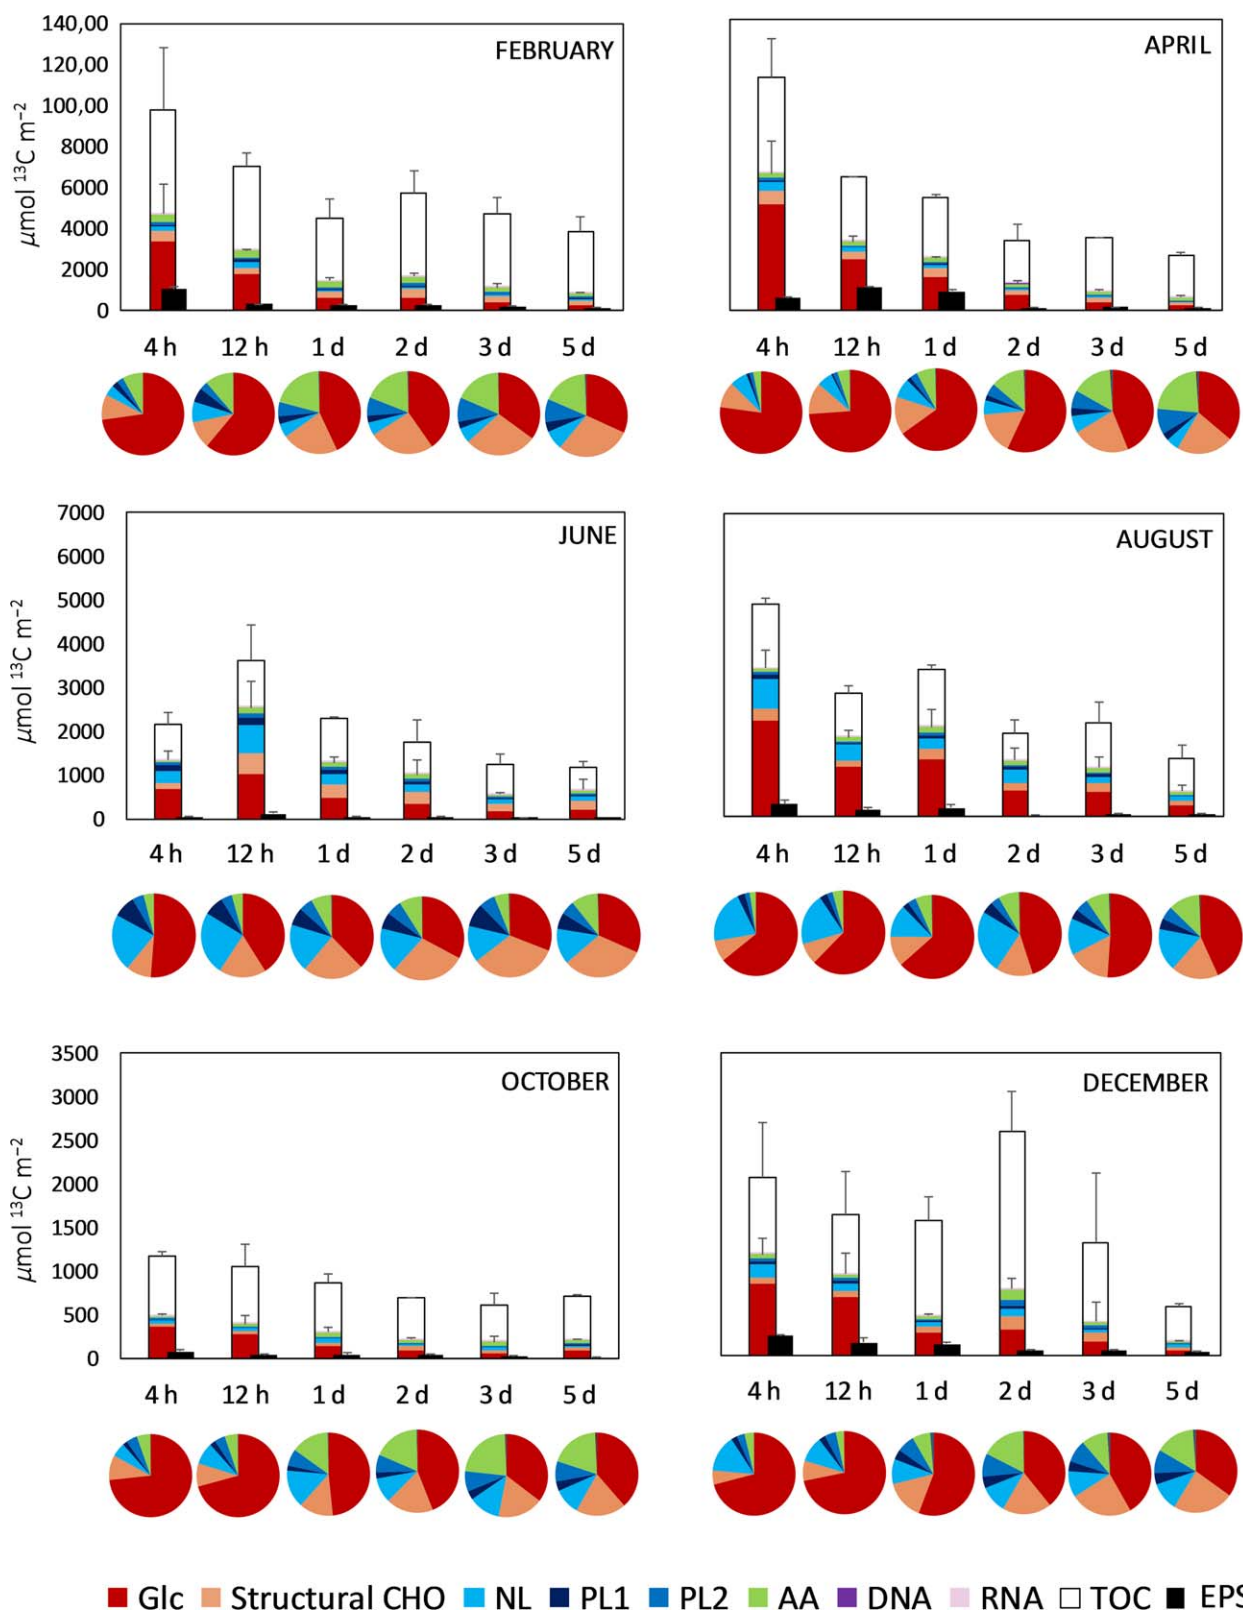 140,00
120,00
100,00
8000
6000
4000
2000
0
μmol ¹³C m⁻²
FEBRUARY
4 h 12 h 1 d 2 d 3 d 5 d
APRIL
4 h 12 h 1 d 2 d 3 d 5 d
7000
6000
5000
4000
3000
2000
1000
0
μmol ¹³C m⁻²
JUNE
4 h 12 h 1 d 2 d 3 d 5 d
AUGUST
4 h 12 h 1 d 2 d 3 d 5 d
3500
3000
2500
2000
1500
1000
500
0
μmol ¹³C m⁻²
OCTOBER
4 h 12 h 1 d 2 d 3 d 5 d
DECEMBER
4 h 12 h 1 d 2 d 3 d 5 d
Glc Structural CHO NL PL1 PL2 AA DNA RNA TOC EPS